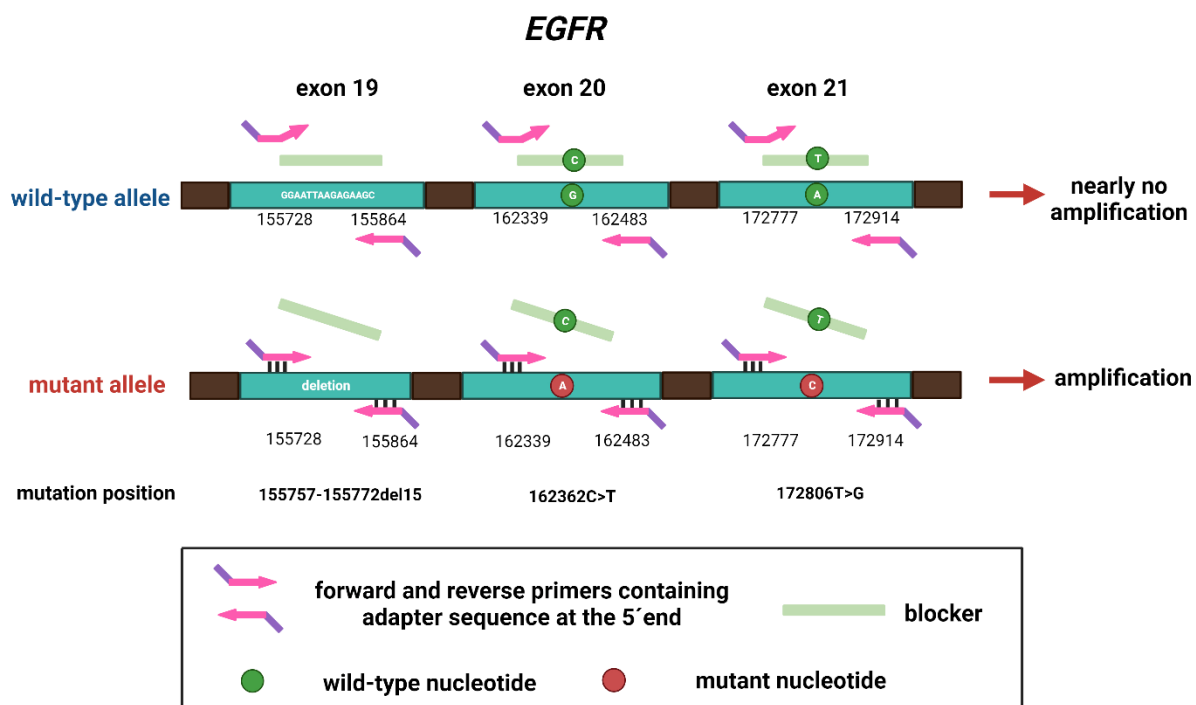 EGFR
exon 19 exon 20 exon 21
C T
wild-type allele GGAATTAAGAGAAGC G A nearly no
amplification
155728 155864 162339 162483 172777 172914
C T
mutant allele deletion A C amplification
155728 155864 162339 162483 172777 172914
mutation position 155757-155772del15 162362C>T 172806T>G
forward and reverse primers containing
adapter sequence at the 5´end
blocker
wild-type nucleotide mutant nucleotide